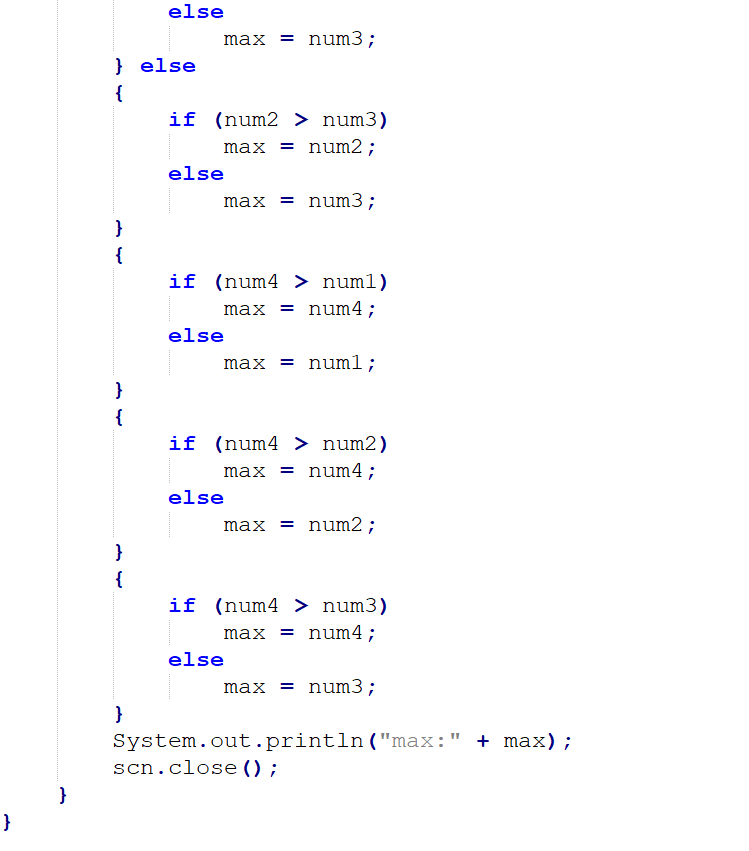 else
max = num3;
} else
{
if (num2 > num3)
max = num2;
else
max = num3;
}
{
if (num4 > num1)
max = num4;
else
max = num1;
}
{
if (num4 > num2)
max = num4;
else
max = num2;
}
{
if (num4 > num3)
max = num4;
else
max = num3;
}
System.out.println("max:" + max);
scn.close();
}
}